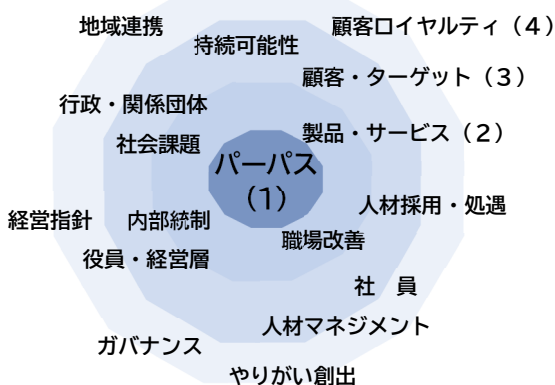 地域連携
顧客ロイヤルティ（４）
持続可能性
顧客・ターゲット（３）
行政・関係団体
製品・サービス（２）
社会課題
パーパス
（１）
人材採用・処遇
経営指針
内部統制
職場改善
役員・経営層
社　員
人材マネジメント
ガバナンス
やりがい創出